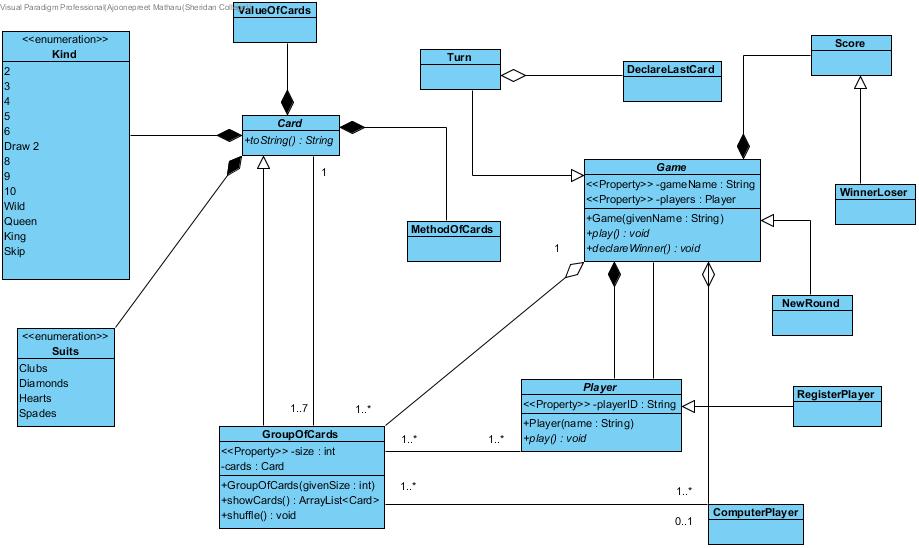 Visual Paradigm Professional(Ajoonepreet Matharu(Sheridan
ValueOfCards
<<enumeration>>
Kind
2
3
4
5
6
Draw 2
8
9
10
Wild
Queen
King
Skip
Card
+toString() : String
1
Turn
DeclareLastCard
Score
Game
<<Property>> -gameName : String
<<Property>> -players : Player
+Game(givenName : String)
+play() : void
+declareWinner() : void
1
WinnerLoser
MethodOfCards
NewRound
<<enumeration>>
Suits
Clubs
Diamonds
Hearts
Spades
Player
<<Property>> -playerID : String
+Player(name : String)
+play() : void
RegisterPlayer
1..7
1..*
GroupOfCards
<<Property>> -size : int
-cards : Card
+GroupOfCards(givenSize : int)
+showCards() : ArrayList<Card>
+shuffle() : void
1..*
1..*
1..*
1..*
0..1
ComputerPlayer